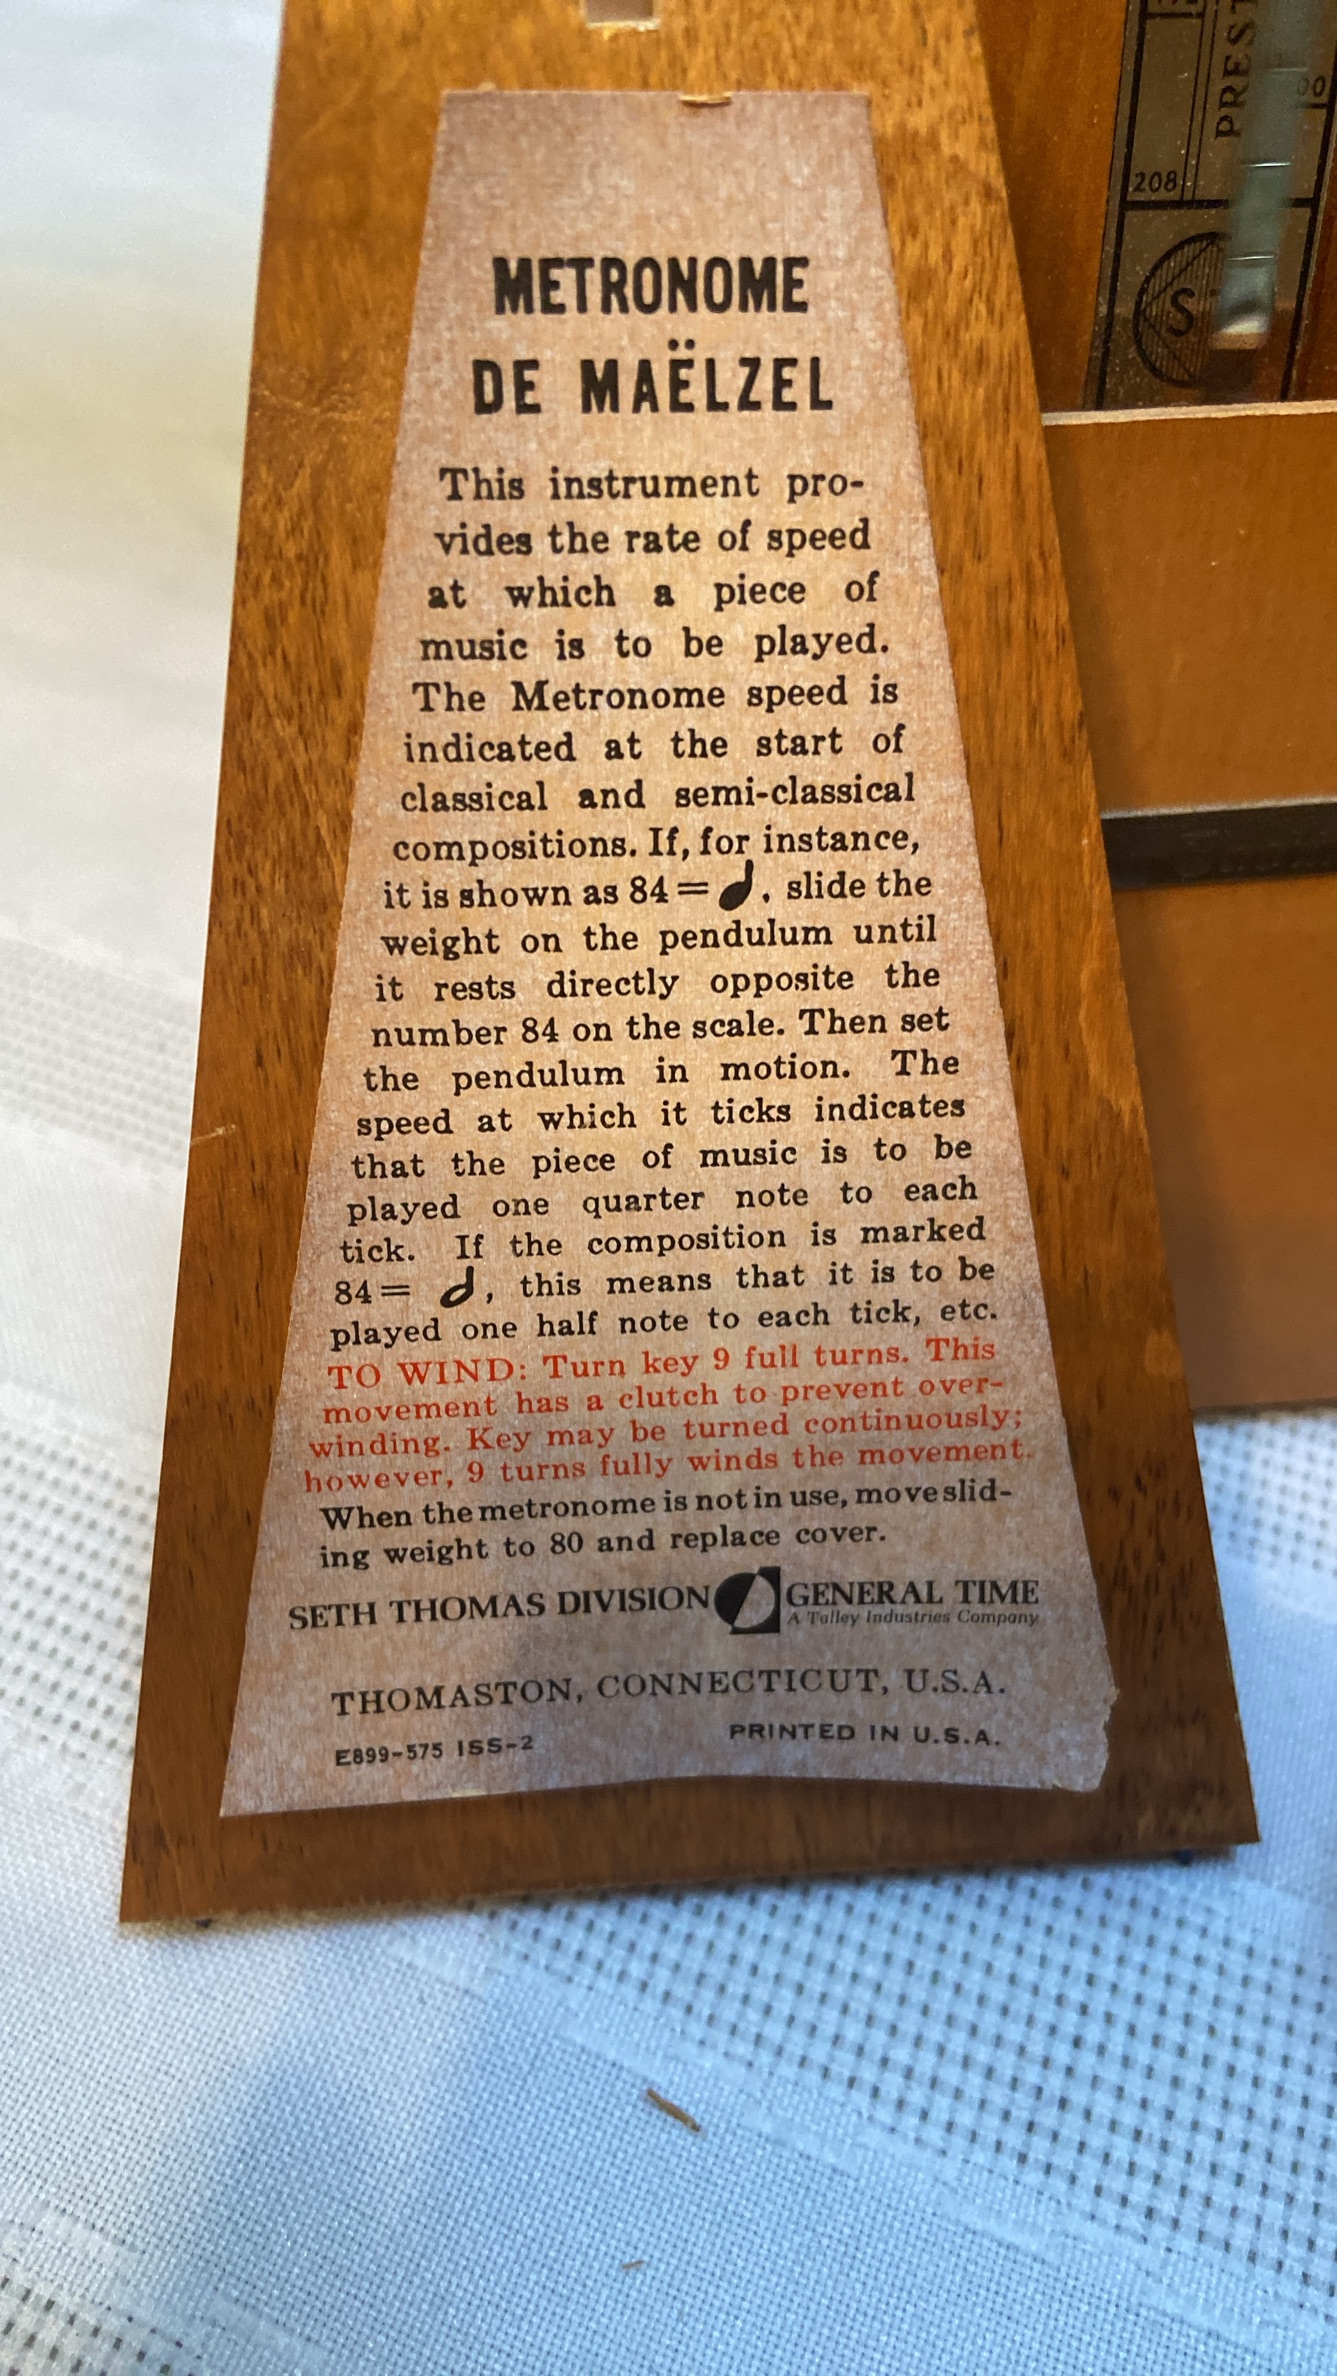 METRONOME
DE MAËLZEL
This instrument pro-
vides the rate of speed
at which a piece of
music is to be played.
The Metronome speed is
indicated at the start of
classical and semi-classical
compositions. If, for instance,
it is shown as 84 = 𝅘𝅥 , slide the
weight on the pendulum until
it rests directly opposite the
number 84 on the scale. Then set
the pendulum in motion. The
speed at which it ticks indicates
that the piece of music is to be
played one quarter note to each
tick. If the composition is marked
84 = 𝅗𝅥 , this means that it is to be
played one half note to each tick, etc.
TO WIND: Turn key 9 full turns. This
movement has a clutch to prevent over-
winding. Key may be turned continuously;
however, 9 turns fully winds the movement.
When the metronome is not in use, move slid-
ing weight to 80 and replace cover.
SETH THOMAS DIVISION GENERAL TIME
A Talley Industries Company
THOMASTON, CONNECTICUT, U.S.A.
E899-575 ISS-2 PRINTED IN U.S.A.
208
S